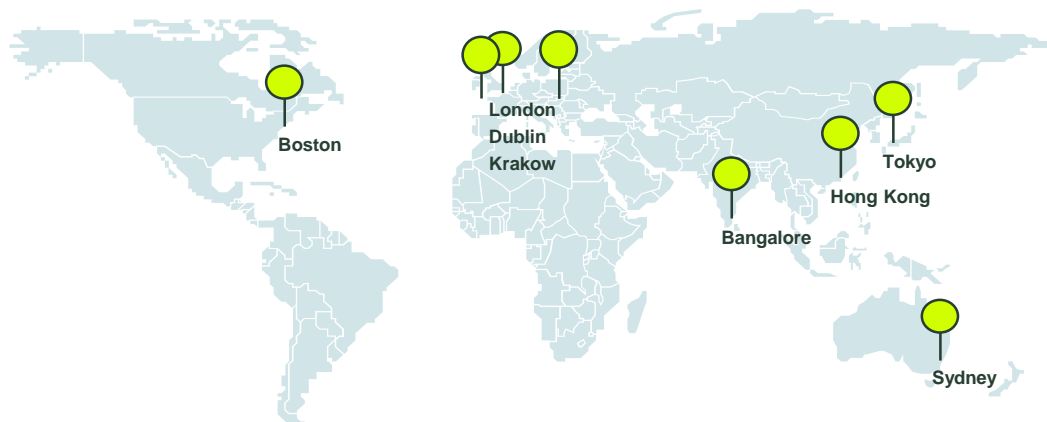 Boston
London
Dublin
Krakow
Tokyo
Hong Kong
Bangalore
Sydney